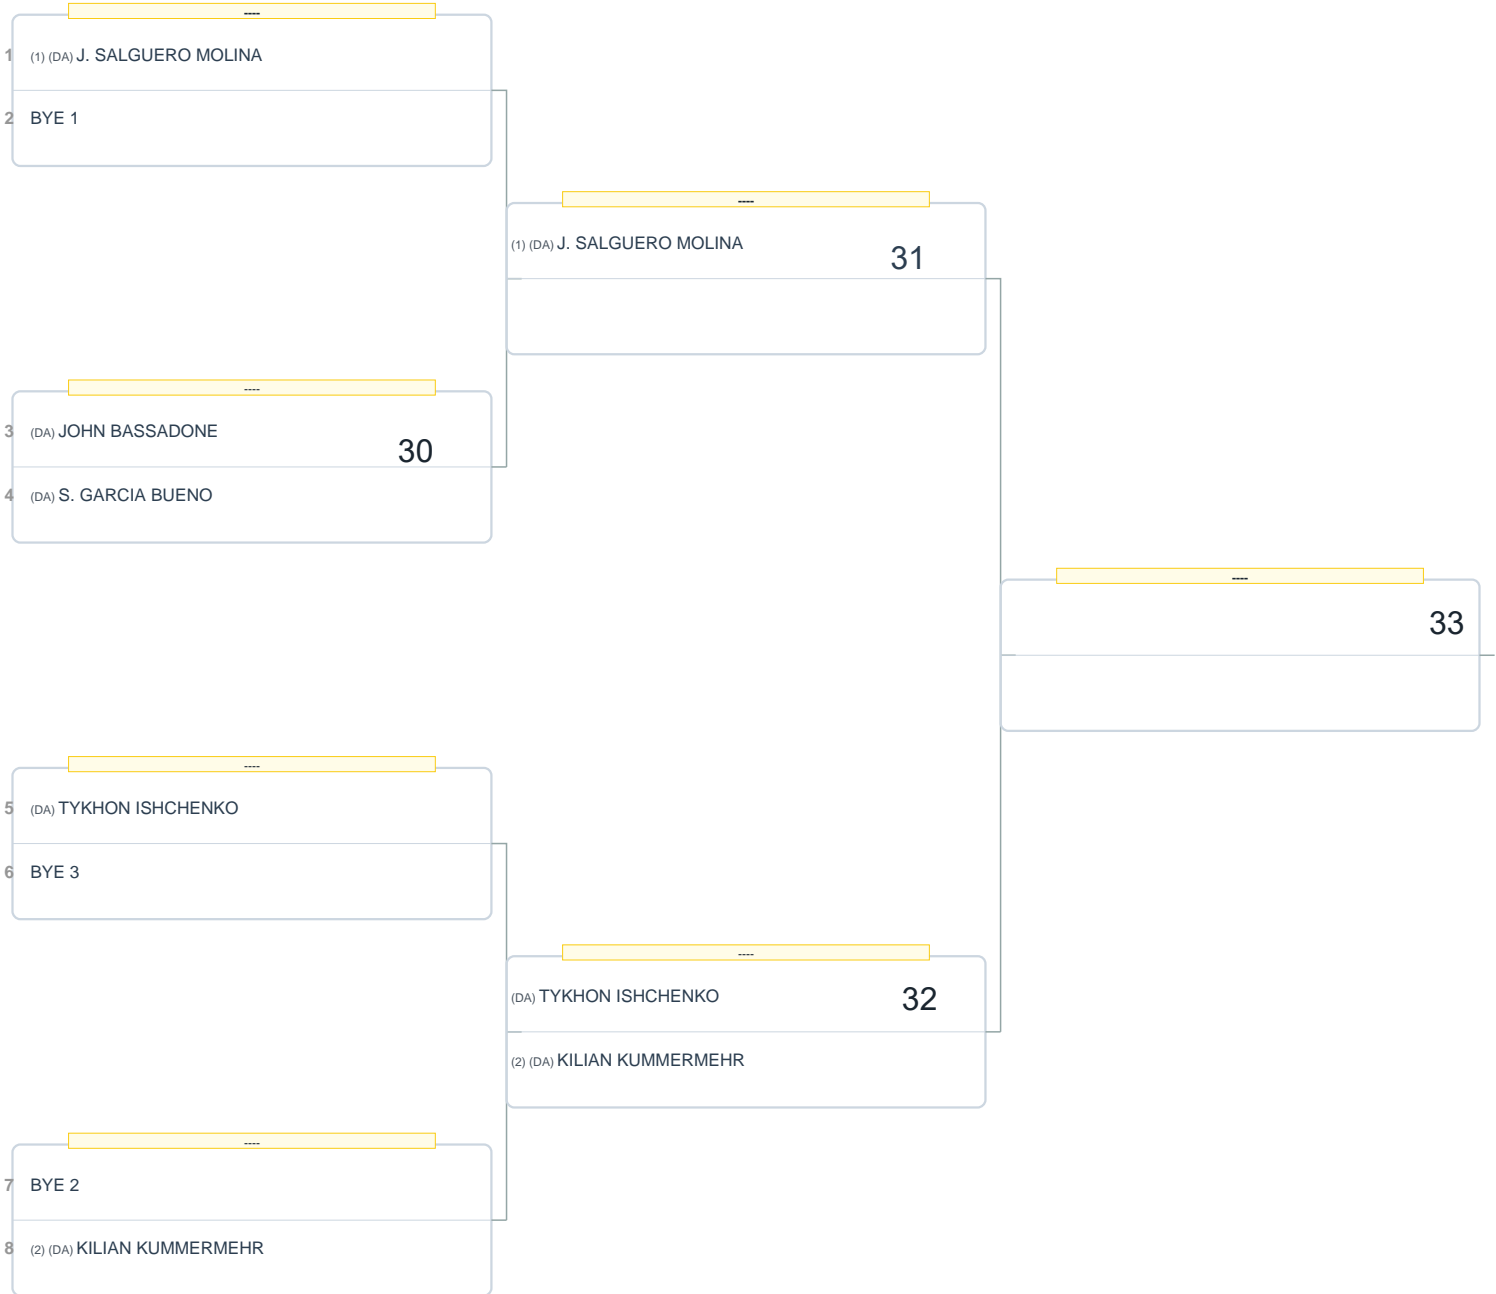 ----
1 (1) (DA) J. SALGUERO MOLINA
2 BYE 1
----
(1) (DA) J. SALGUERO MOLINA 31
----
3 (DA) JOHN BASSADONE 30
4 (DA) S. GARCIA BUENO
----
33
----
5 (DA) TYKHON ISHCHENKO
6 BYE 3
----
(DA) TYKHON ISHCHENKO 32
(2) (DA) KILIAN KUMMERMEHR
----
7 BYE 2
8 (2) (DA) KILIAN KUMMERMEHR